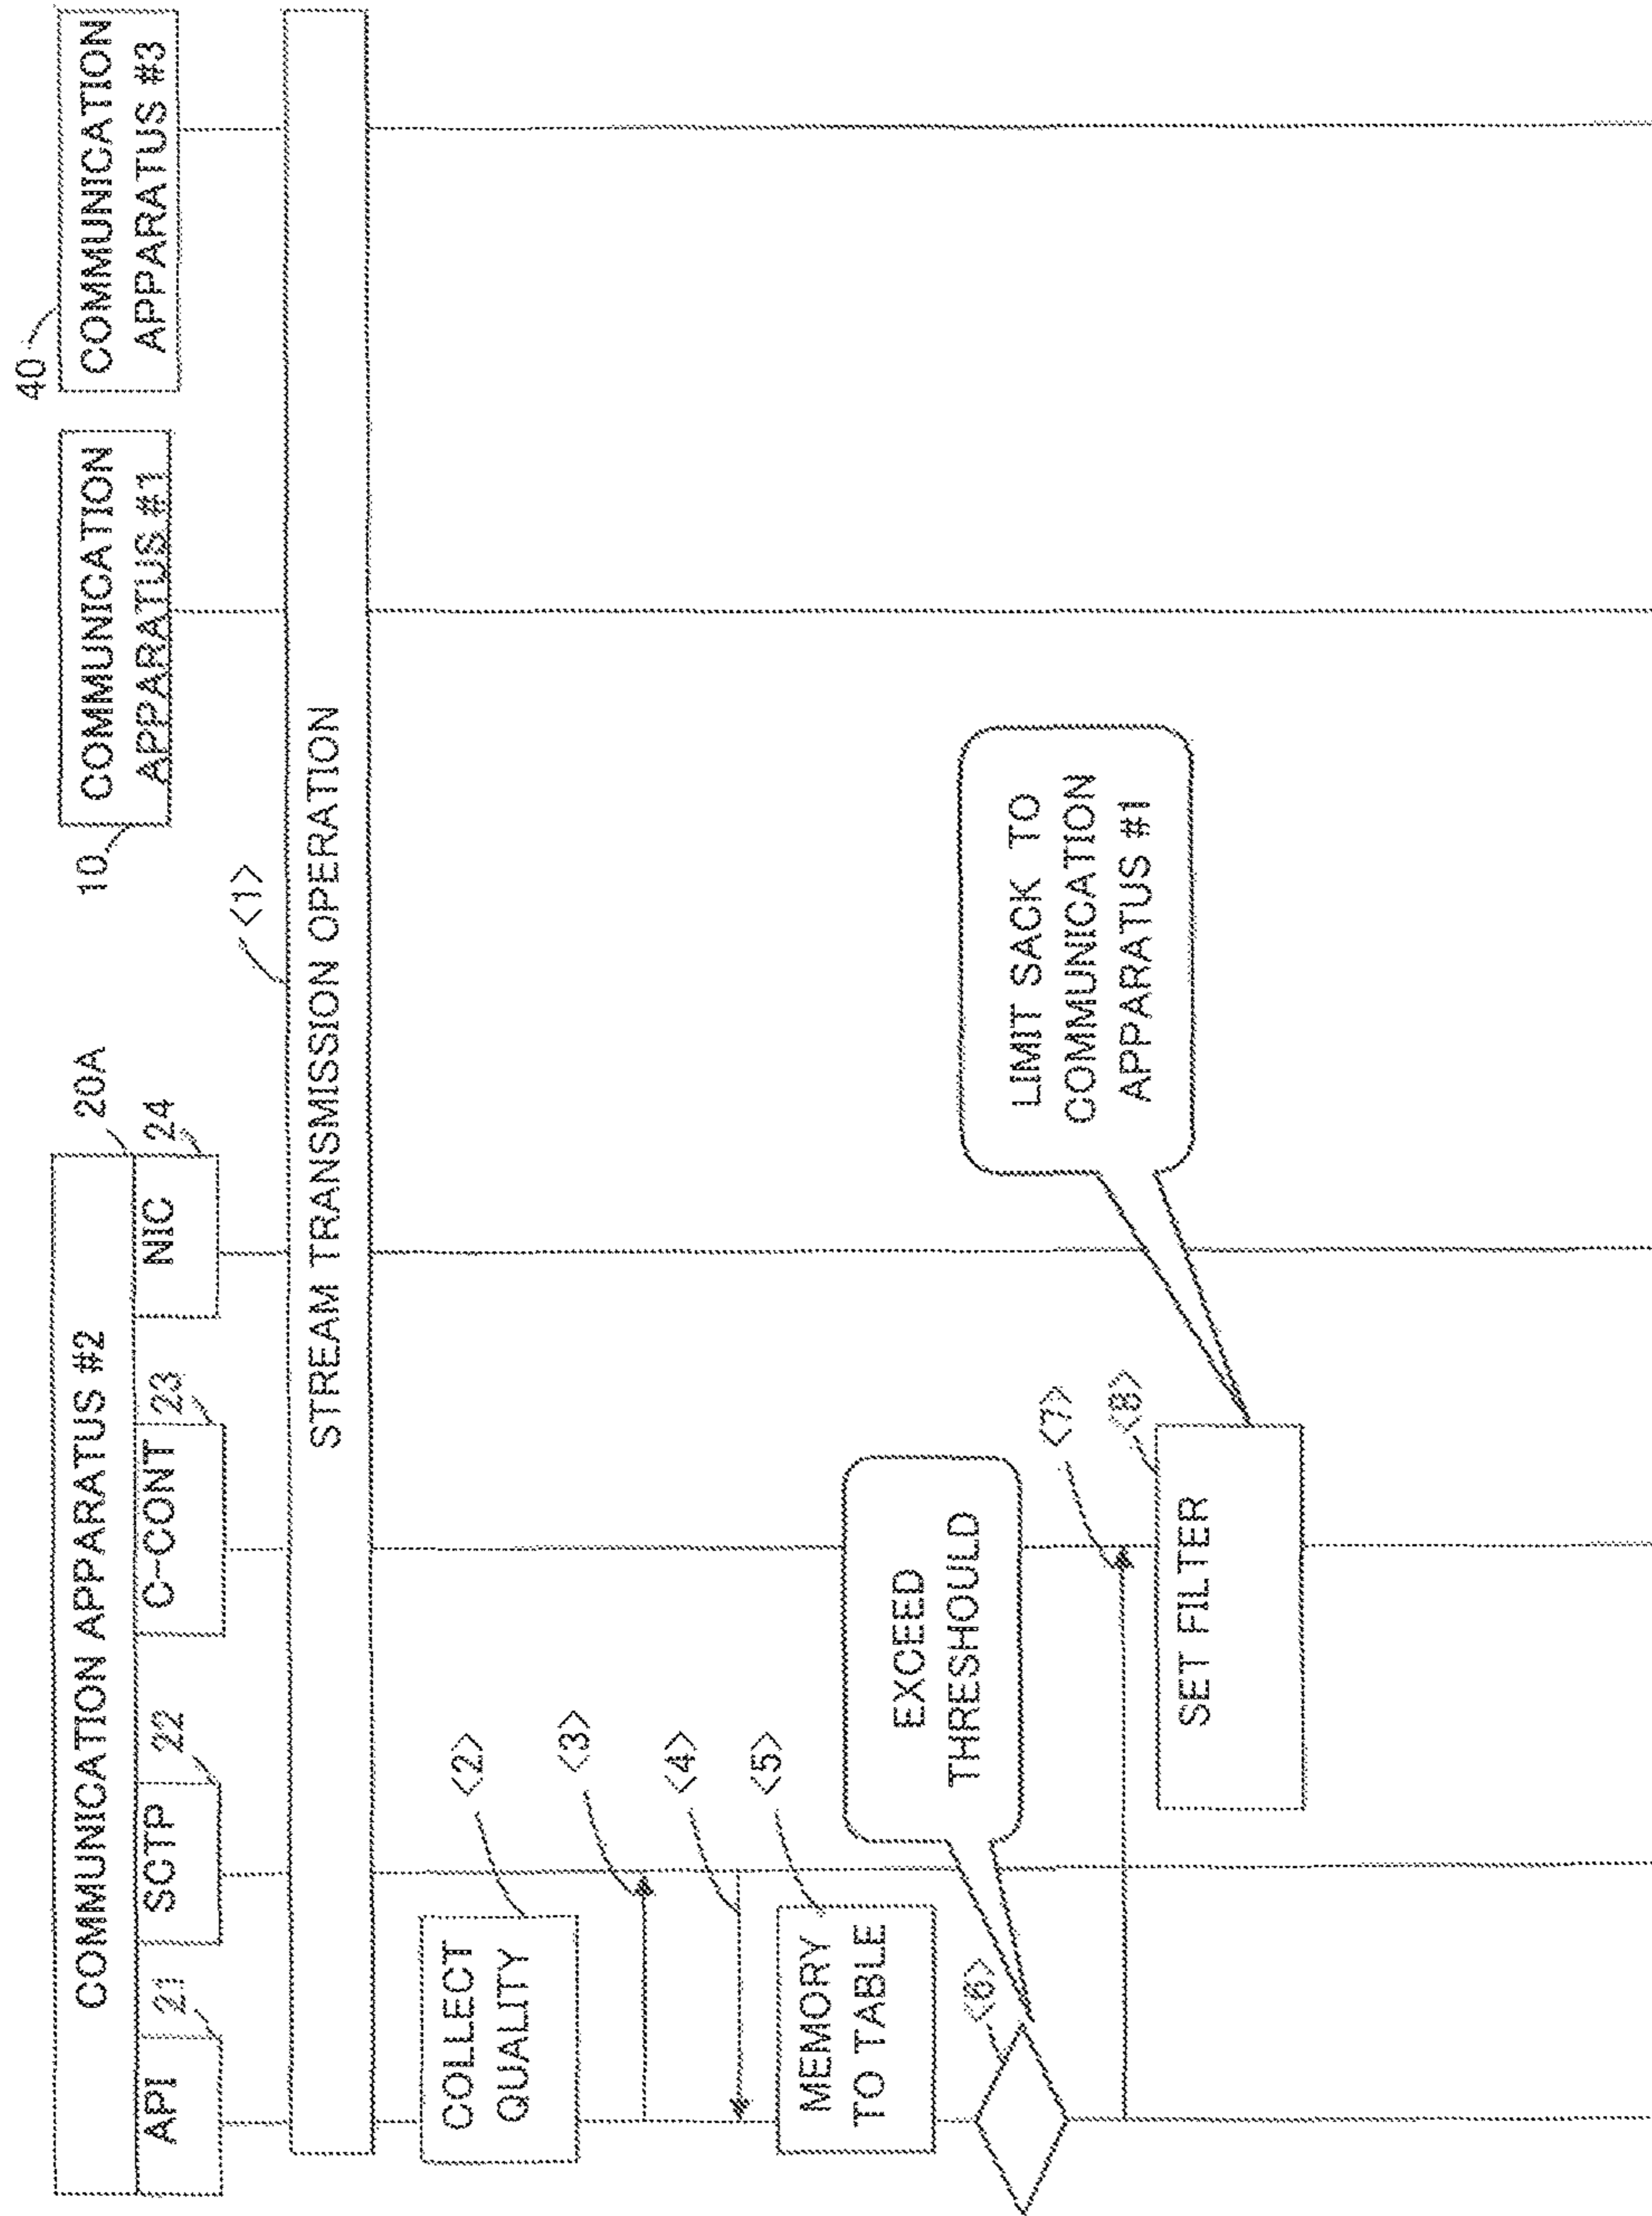 COMMUNICATION APPARATUS #2
20A
API
21
SCTP
22
C-CONT
23
NIC
24
10
COMMUNICATION
APPARATUS #1
40
COMMUNICATION
APPARATUS #3
<1>
STREAM TRANSMISSION OPERATION
COLLECT
QUALITY
<2>
<3>
<4>
MEMORY
TO TABLE
<5>
<6>
EXCEED
THRESHOULD
<7>
<8>
SET FILTER
LIMIT SACK TO
COMMUNICATION
APPARATUS #1